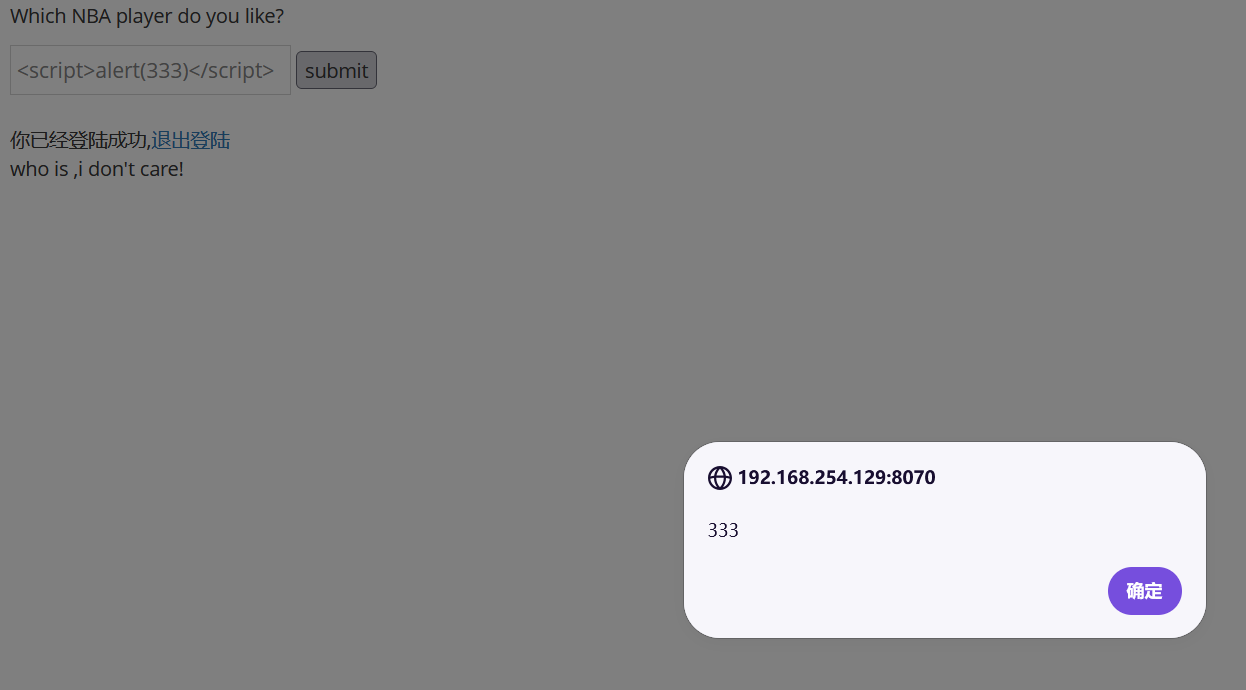 Which NBA player do you like?
<script>alert(333)</script>
submit
你已经登陆成功,退出登陆
who is ,i don't care!
192.168.254.129:8070
333
确定